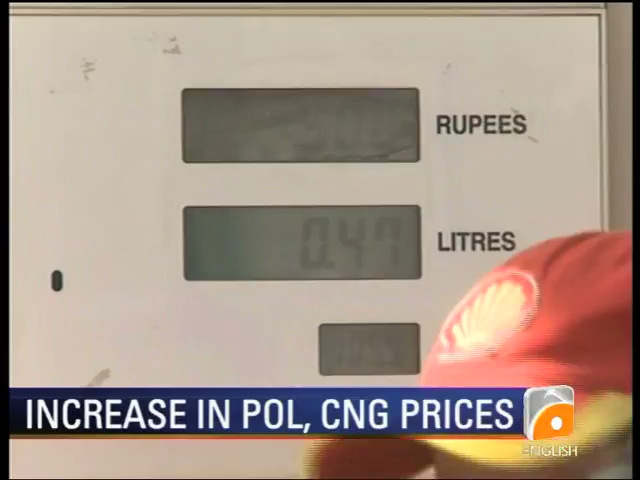 RUPEES
0.47
LITRES
INCREASE IN POL, CNG PRICES
ENGLISH